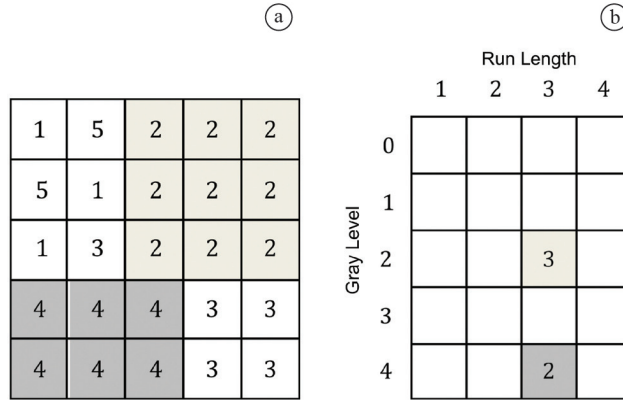 a
1 5 2 2 2
5 1 2 2 2
1 3 2 2 2
4 4 4 3 3
4 4 4 3 3
b
Run Length
1 2 3 4
Gray Level
0
1
2 3
3
4 2